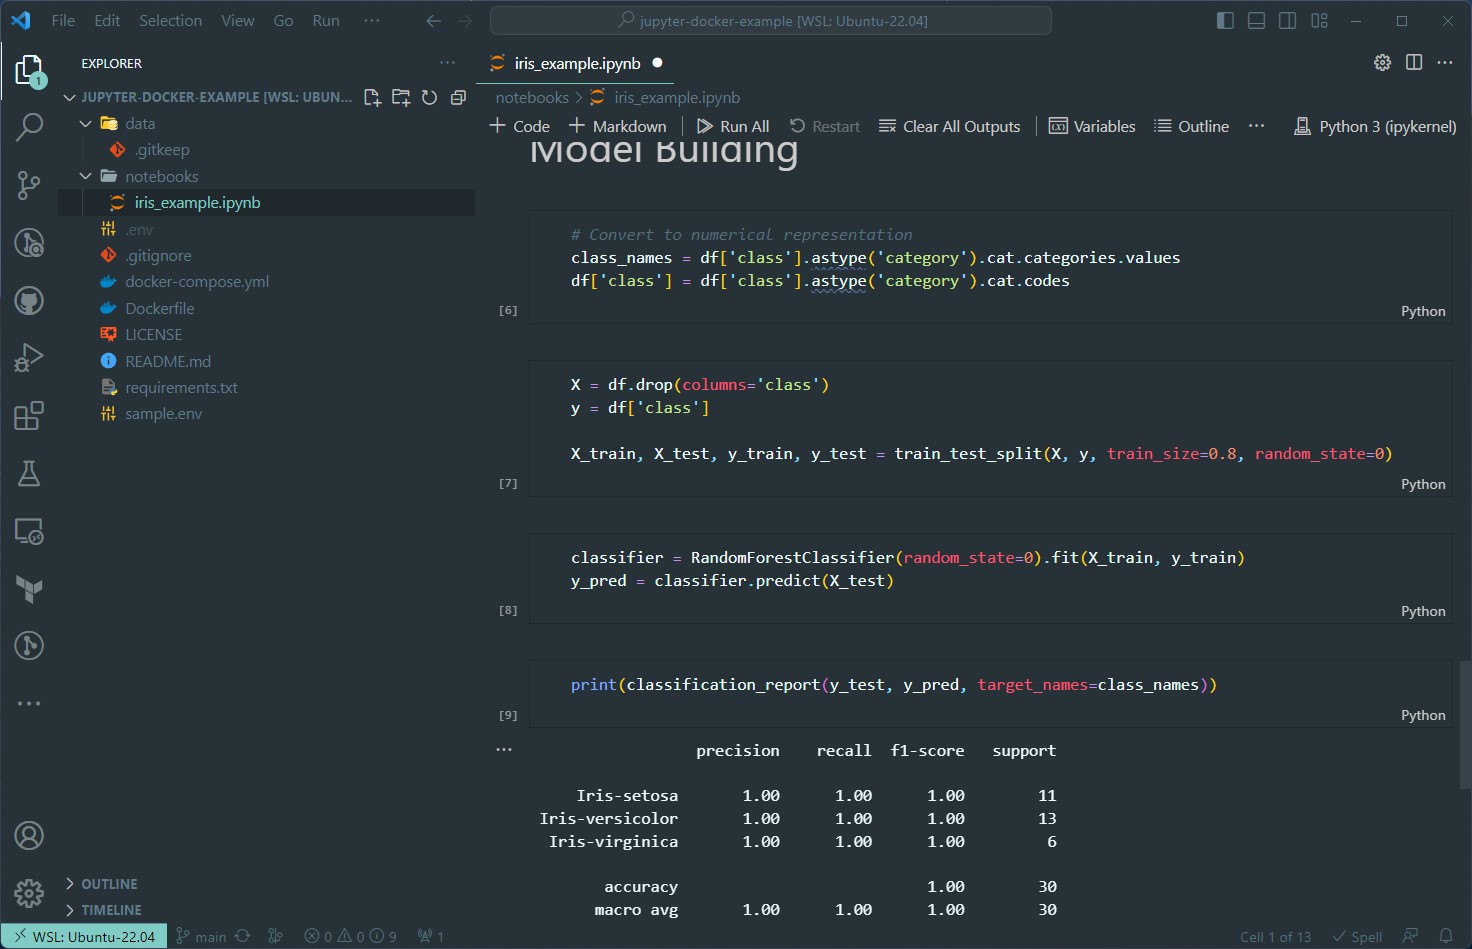 File Edit Selection View Go Run ··· jupyter-docker-example [WSL: Ubuntu-22.04]
EXPLORER ···
1
JUPYTER-DOCKER-EXAMPLE [WSL: UBUN...
data
.gitkeep
notebooks
iris_example.ipynb
.env
.gitignore
docker-compose.yml
Dockerfile
LICENSE
README.md
requirements.txt
sample.env
OUTLINE
TIMELINE
iris_example.ipynb
notebooks > iris_example.ipynb
+ Code + Markdown Run All Restart Clear All Outputs Variables Outline ··· Python 3 (ipykernel)
Model Building
# Convert to numerical representation
class_names = df['class'].astype('category').cat.categories.values
df['class'] = df['class'].astype('category').cat.codes
[6] Python
X = df.drop(columns='class')
y = df['class']
X_train, X_test, y_train, y_test = train_test_split(X, y, train_size=0.8, random_state=0)
[7] Python
classifier = RandomForestClassifier(random_state=0).fit(X_train, y_train)
y_pred = classifier.predict(X_test)
[8] Python
print(classification_report(y_test, y_pred, target_names=class_names))
[9] Python
···
precision recall f1-score support
Iris-setosa 1.00 1.00 1.00 11
Iris-versicolor 1.00 1.00 1.00 13
Iris-virginica 1.00 1.00 1.00 6
accuracy 1.00 30
macro avg 1.00 1.00 1.00 30
WSL: Ubuntu-22.04 main 0 0 9 1 Cell 1 of 13 Spell